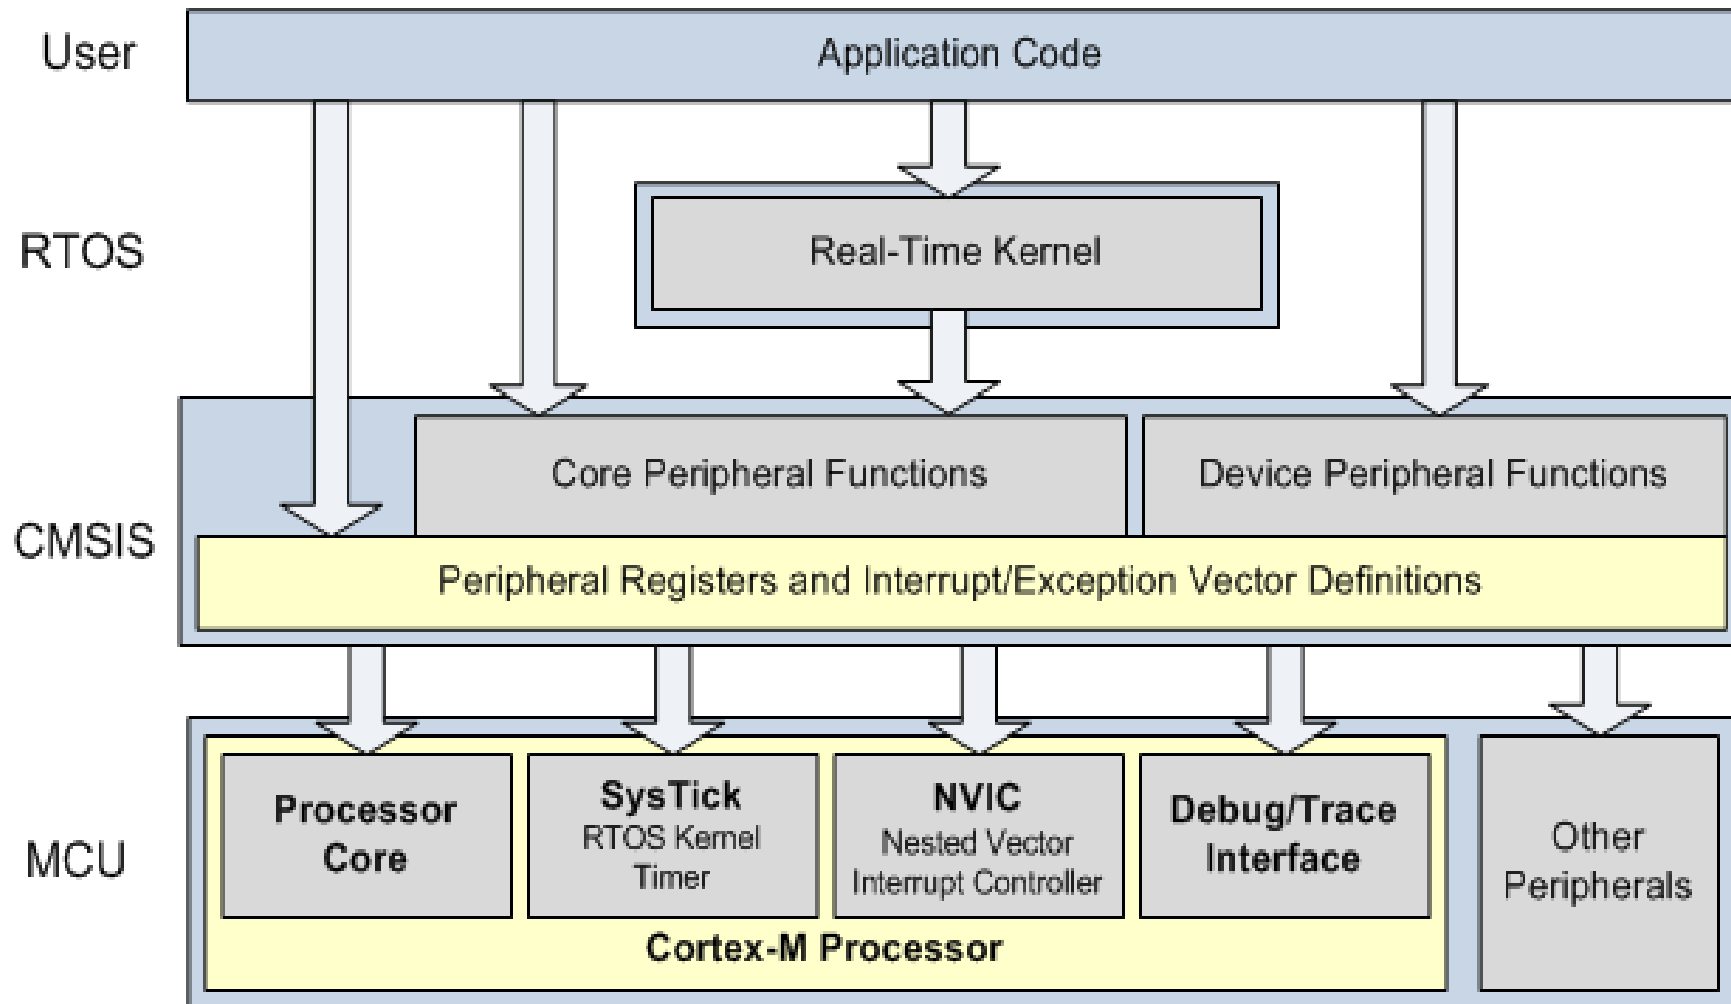 User
Application Code
RTOS
Real-Time Kernel
Core Peripheral Functions
Device Peripheral Functions
CMSIS
Peripheral Registers and Interrupt/Exception Vector Definitions
MCU
Processor
Core
SysTick
RTOS Kernel
Timer
NVIC
Nested Vector
Interrupt Controller
Debug/Trace
Interface
Other
Peripherals
Cortex-M Processor